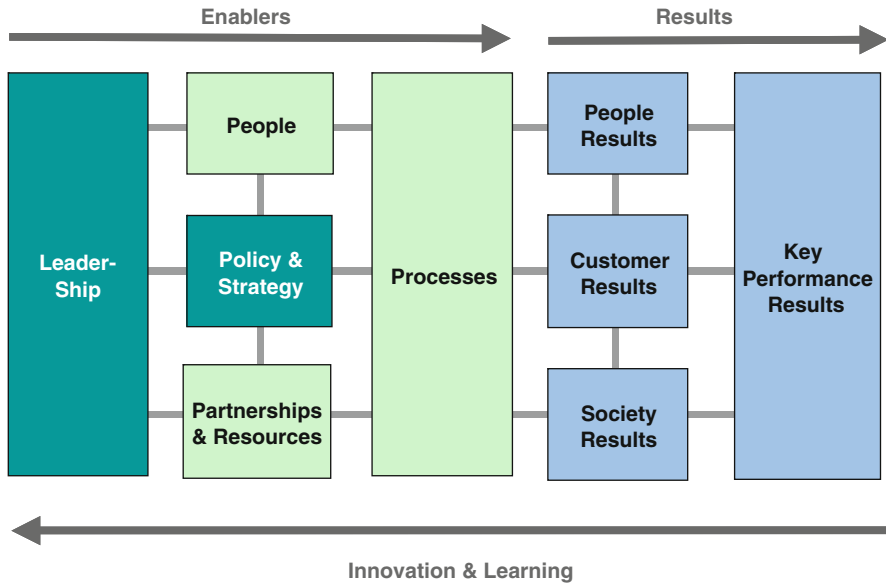 Enablers
Results
Leader-
Ship
People
Policy &
Strategy
Partnerships
& Resources
Processes
People
Results
Customer
Results
Society
Results
Key
Performance
Results
Innovation & Learning